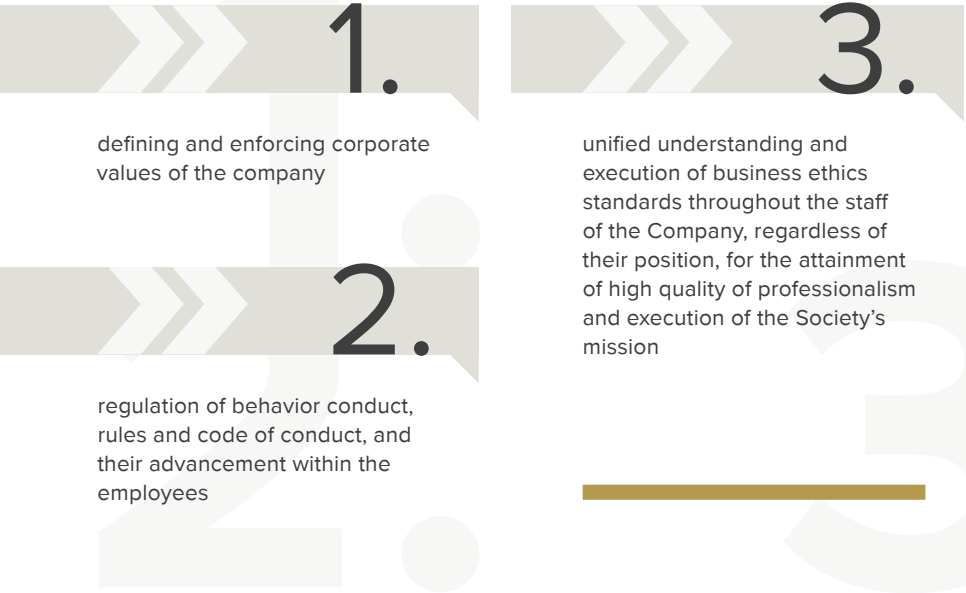 1.
defining and enforcing corporate
values of the company
2.
regulation of behavior conduct,
rules and code of conduct, and
their advancement within the
employees
3.
unified understanding and
execution of business ethics
standards throughout the staff
of the Company, regardless of
their position, for the attainment
of high quality of professionalism
and execution of the Society’s
mission